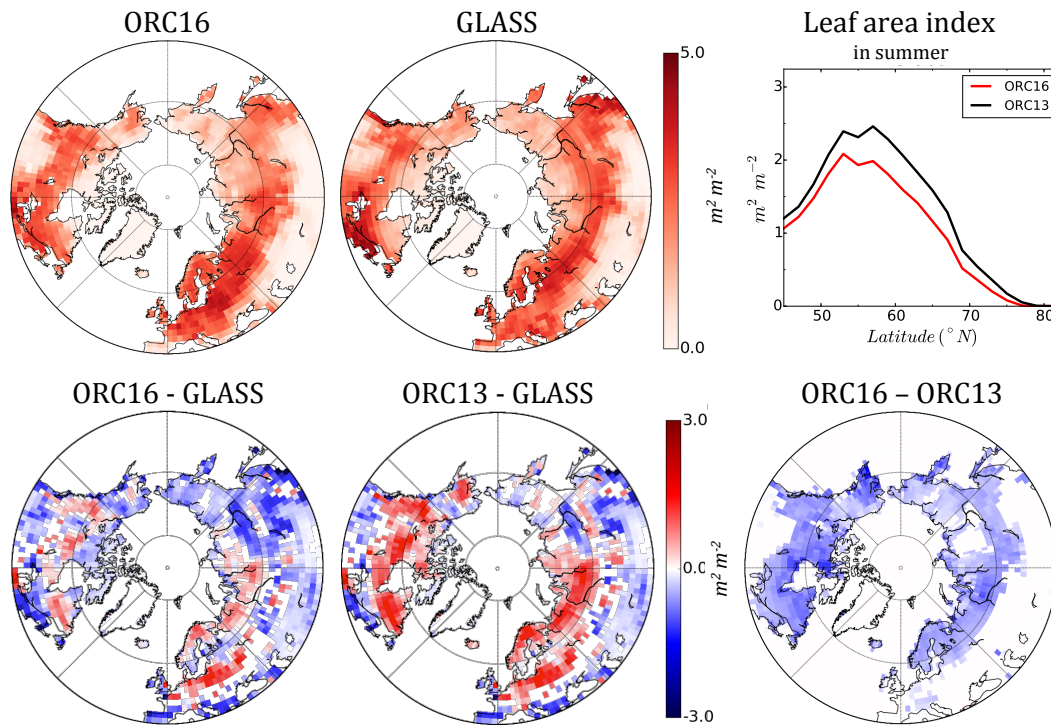 ORC16
GLASS
Leaf area index
in summer
5.0
m² m⁻²
0.0
3
2
1
0
m² m⁻²
50
60
70
80
Latitude (°N)
ORC16
ORC13
ORC16 - GLASS
ORC13 - GLASS
ORC16 – ORC13
3.0
0.0
m² m⁻²
-3.0